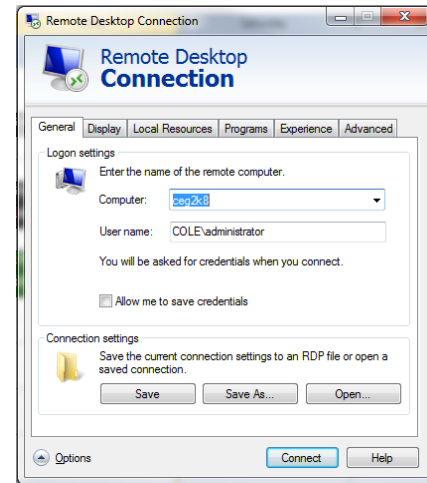 Remote Desktop Connection
Remote Desktop
Connection
General Display Local Resources Programs Experience Advanced
Logon settings
Enter the name of the remote computer.
Computer: ceg2k8
User name: COLE\administrator
You will be asked for credentials when you connect.
Allow me to save credentials
Connection settings
Save the current connection settings to an RDP file or open a
saved connection.
Save Save As... Open...
Options Connect Help